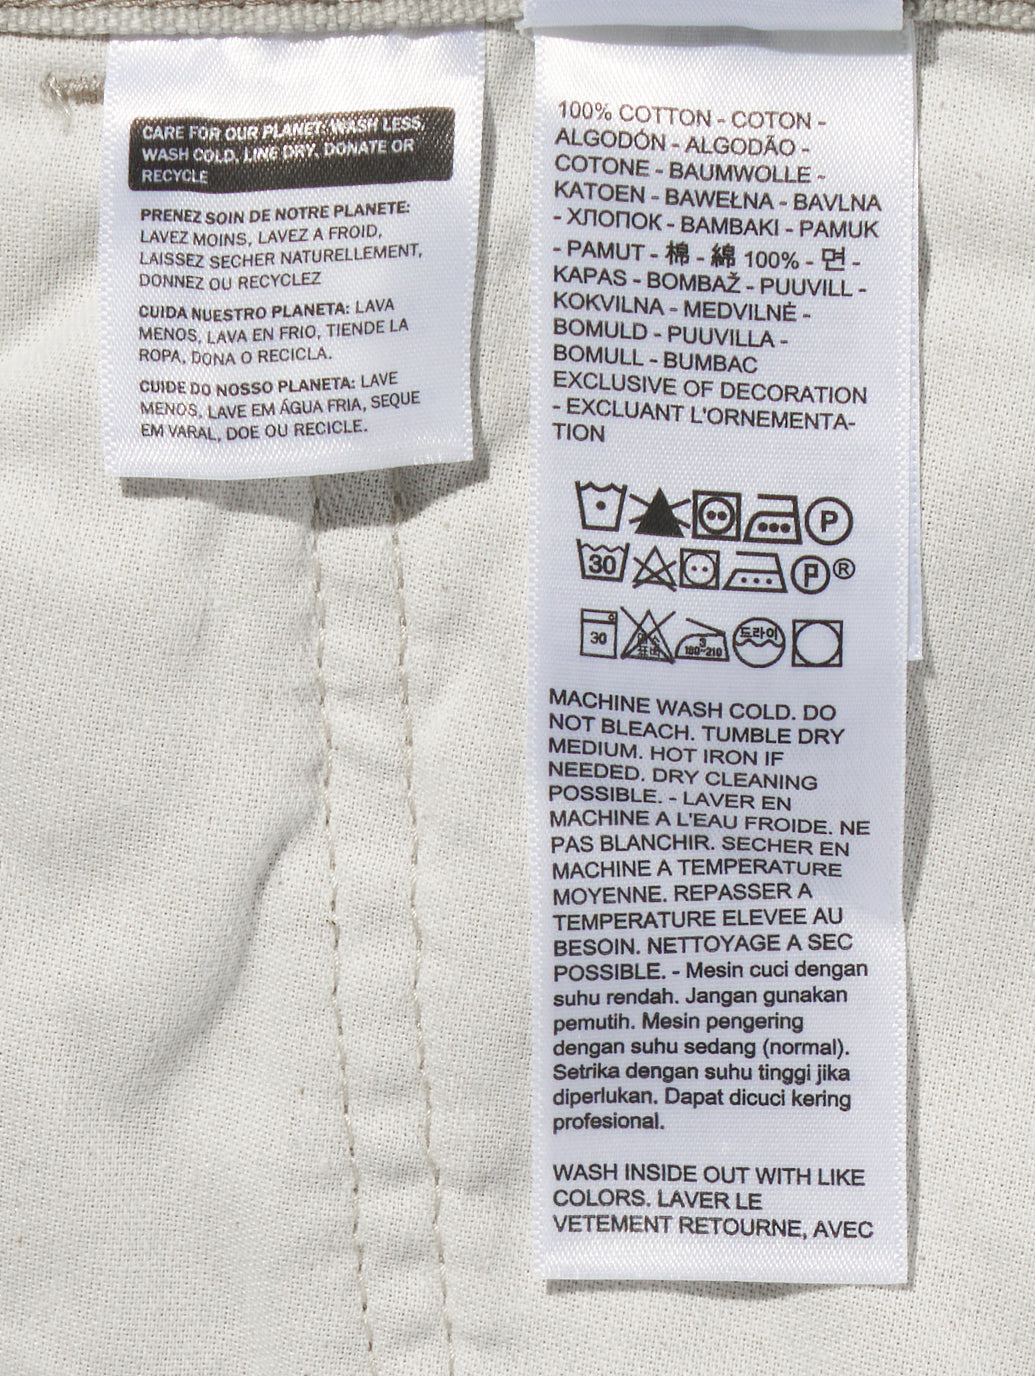 CARE FOR OUR PLANET: WASH LESS,
WASH COLD, LINE DRY, DONATE OR
RECYCLE
PRENEZ SOIN DE NOTRE PLANETE:
LAVEZ MOINS, LAVEZ A FROID,
LAISSEZ SECHER NATURELLEMENT,
DONNEZ OU RECYCLEZ
CUIDA NUESTRO PLANETA: LAVA
MENOS, LAVA EN FRIO, TIENDE LA
ROPA, DONA O RECICLA.
CUIDE DO NOSSO PLANETA: LAVE
MENOS, LAVE EM ÁGUA FRIA, SEQUE
EM VARAL, DOE OU RECICLE.
100% COTTON - COTON -
ALGODÓN - ALGODÃO -
COTONE - BAUMWOLLE -
KATOEN - BAWEŁNA - BAVLNA
- ХЛОПОК - BAMBAKI - PAMUK
- PAMUT - 棉 - 綿 100% - 면 -
KAPAS - BOMBAŽ - PUUVILL -
KOKVILNA - MEDVILNĖ -
BOMULD - PUUVILLA -
BOMULL - BUMBAC
EXCLUSIVE OF DECORATION
- EXCLUANT L'ORNEMENTA-
TION
P
30 P ®
30 3 180~210 드라이
MACHINE WASH COLD. DO
NOT BLEACH. TUMBLE DRY
MEDIUM. HOT IRON IF
NEEDED. DRY CLEANING
POSSIBLE. - LAVER EN
MACHINE A L'EAU FROIDE. NE
PAS BLANCHIR. SECHER EN
MACHINE A TEMPERATURE
MOYENNE. REPASSER A
TEMPERATURE ELEVEE AU
BESOIN. NETTOYAGE A SEC
POSSIBLE. - Mesin cuci dengan
suhu rendah. Jangan gunakan
pemutih. Mesin pengering
dengan suhu sedang (normal).
Setrika dengan suhu tinggi jika
diperlukan. Dapat dicuci kering
profesional.
WASH INSIDE OUT WITH LIKE
COLORS. LAVER LE
VETEMENT RETOURNE, AVEC